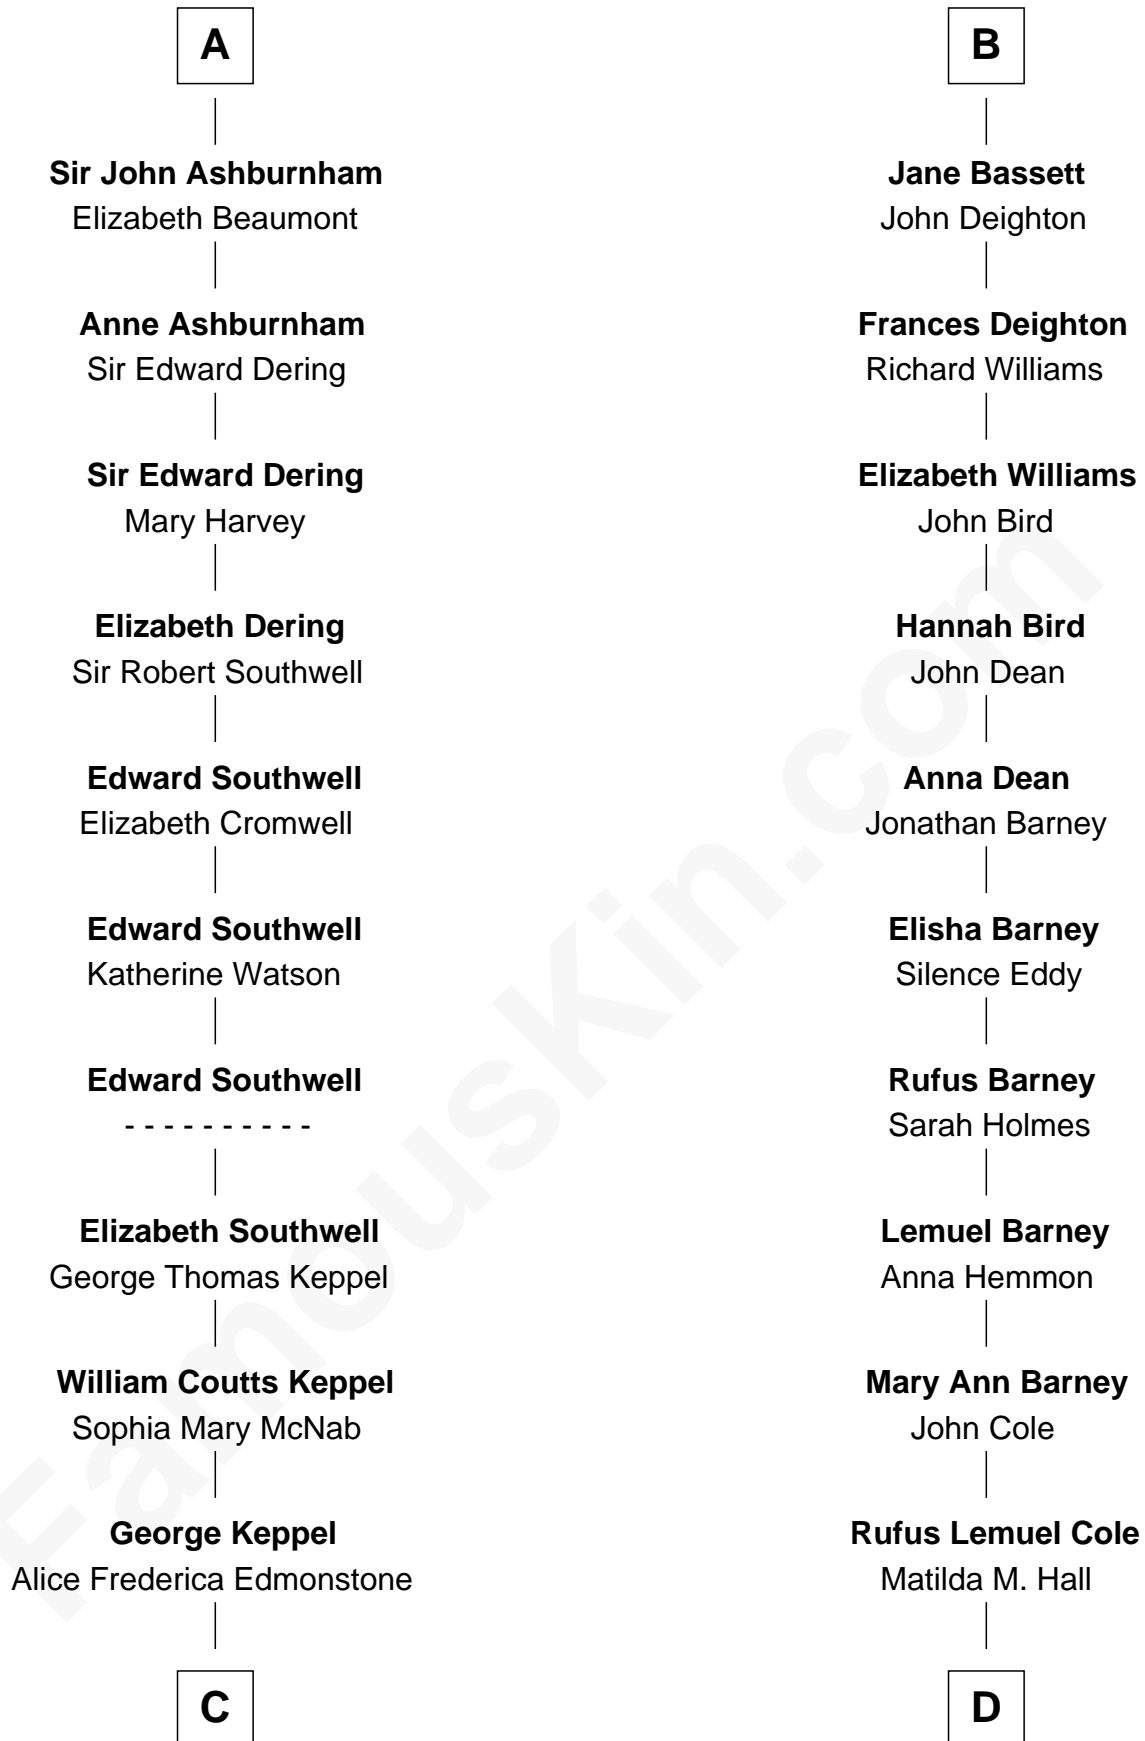 A
Sir John Ashburnham
Elizabeth Beaumont
Anne Ashburnham
Sir Edward Dering
Sir Edward Dering
Mary Harvey
Elizabeth Dering
Sir Robert Southwell
Edward Southwell
Elizabeth Cromwell
Edward Southwell
Katherine Watson
Edward Southwell
- - - - - - - - - -
Elizabeth Southwell
George Thomas Keppel
William Coutts Keppel
Sophia Mary McNab
George Keppel
Alice Frederica Edmonstone
C
B
Jane Bassett
John Deighton
Frances Deighton
Richard Williams
Elizabeth Williams
John Bird
Hannah Bird
John Dean
Anna Dean
Jonathan Barney
Elisha Barney
Silence Eddy
Rufus Barney
Sarah Holmes
Lemuel Barney
Anna Hemmon
Mary Ann Barney
John Cole
Rufus Lemuel Cole
Matilda M. Hall
D
FamousKin.com